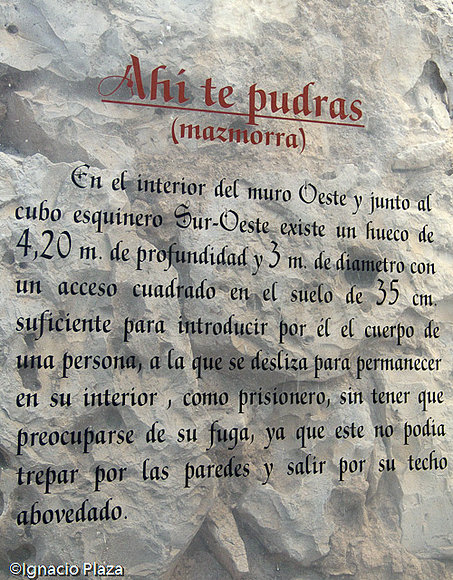 Ahí te pudras
(mazmorra)
En el interior del muro Oeste y junto al
cubo esquinero Sur-Oeste existe un hueco de
4,20 m. de profundidad y 3 m. de diametro con
un acceso cuadrado en el suelo de 35 cm.
suficiente para introducir por él el cuerpo de
una persona, a la que se desliza para permanecer
en su interior , como prisionero, sin tener que
preocuparse de su fuga, ya que este no podia
trepar por las paredes y salir por su techo
abovedado.
©Ignacio Plaza